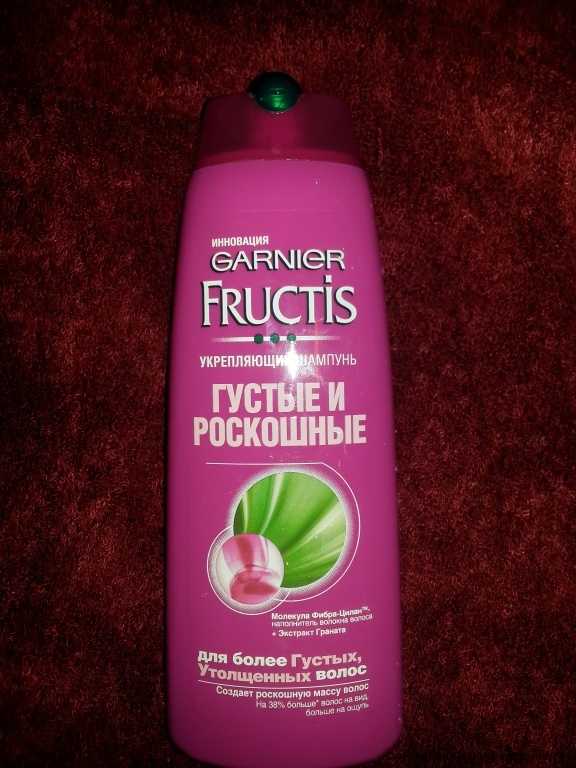 ИННОВАЦИЯ
GARNIER
FRUCTIS
УКРЕПЛЯЮЩИЙ ШАМПУНЬ
ГУСТЫЕ И
РОСКОШНЫЕ
Молекула Фибра-Цилан™,
наполнитель волокна волоса
+ Экстракт Граната
для более Густых,
Утолщенных волос
Создает роскошную массу волос
На 38% больше* волос на вид,
больше на ощупь